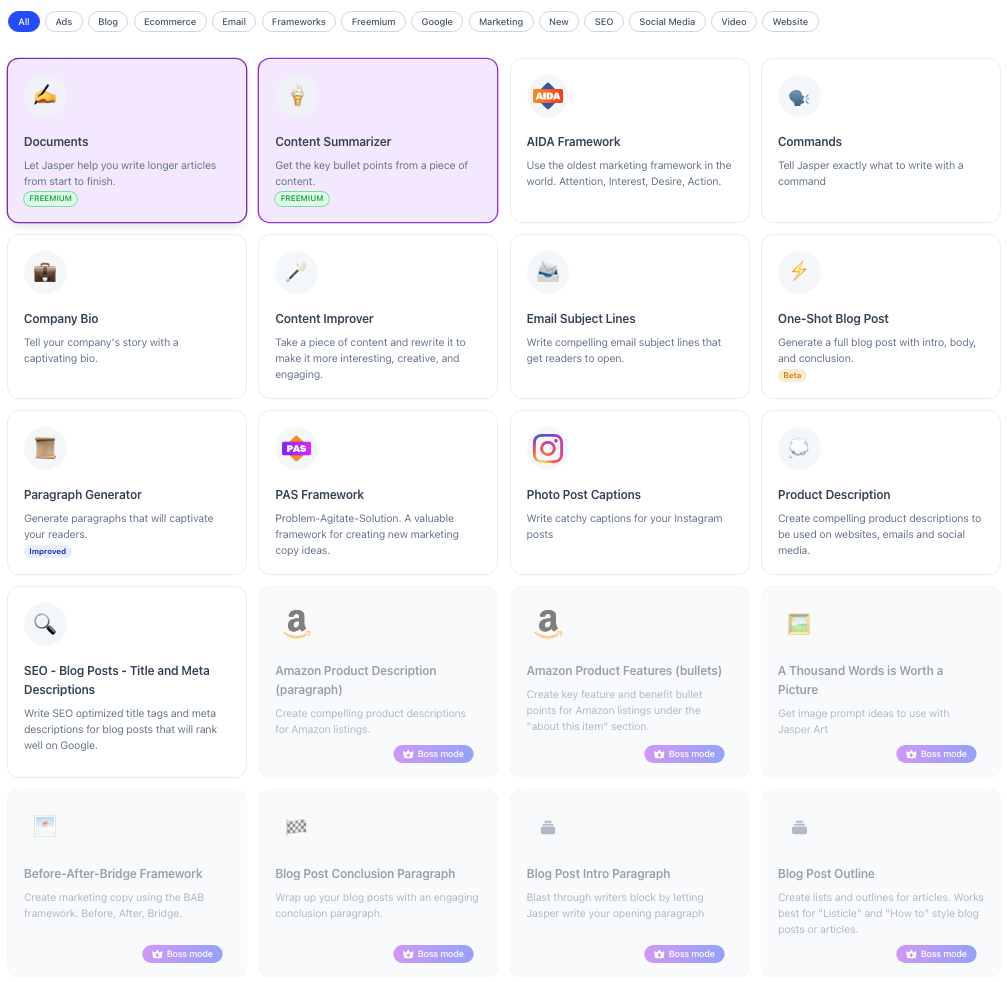 All Ads Blog Ecommerce Email Frameworks Freemium Google Marketing New SEO Social Media Video Website
Documents
Let Jasper help you write longer articles
from start to finish.
FREEMIUM
Content Summarizer
Get the key bullet points from a piece of
content.
FREEMIUM
AIDA
AIDA Framework
Use the oldest marketing framework in the
world. Attention, Interest, Desire, Action.
Commands
Tell Jasper exactly what to write with a
command
Company Bio
Tell your company's story with a
captivating bio.
Content Improver
Take a piece of content and rewrite it to
make it more interesting, creative, and
engaging.
Email Subject Lines
Write compelling email subject lines that
get readers to open.
One-Shot Blog Post
Generate a full blog post with intro, body,
and conclusion.
Beta
Paragraph Generator
Generate paragraphs that will captivate
your readers.
Improved
PAS
PAS Framework
Problem-Agitate-Solution. A valuable
framework for creating new marketing
copy ideas.
Photo Post Captions
Write catchy captions for your Instagram
posts
Product Description
Create compelling product descriptions to
be used on websites, emails and social
media.
SEO - Blog Posts - Title and Meta
Descriptions
Write SEO optimized title tags and meta
descriptions for blog posts that will rank
well on Google.
a
Amazon Product Description
(paragraph)
Create compelling product descriptions
for Amazon listings.
Boss mode
a
Amazon Product Features (bullets)
Create key feature and benefit bullet
points for Amazon listings under the
"about this item" section.
Boss mode
A Thousand Words is Worth a
Picture
Get image prompt ideas to use with
Jasper Art
Boss mode
Before-After-Bridge Framework
Create marketing copy using the BAB
framework. Before, After, Bridge.
Boss mode
Blog Post Conclusion Paragraph
Wrap up your blog posts with an engaging
conclusion paragraph.
Boss mode
Blog Post Intro Paragraph
Blast through writers block by letting
Jasper write your opening paragraph
Boss mode
Blog Post Outline
Create lists and outlines for articles. Works
best for "Listicle" and "How to" style blog
posts or articles.
Boss mode